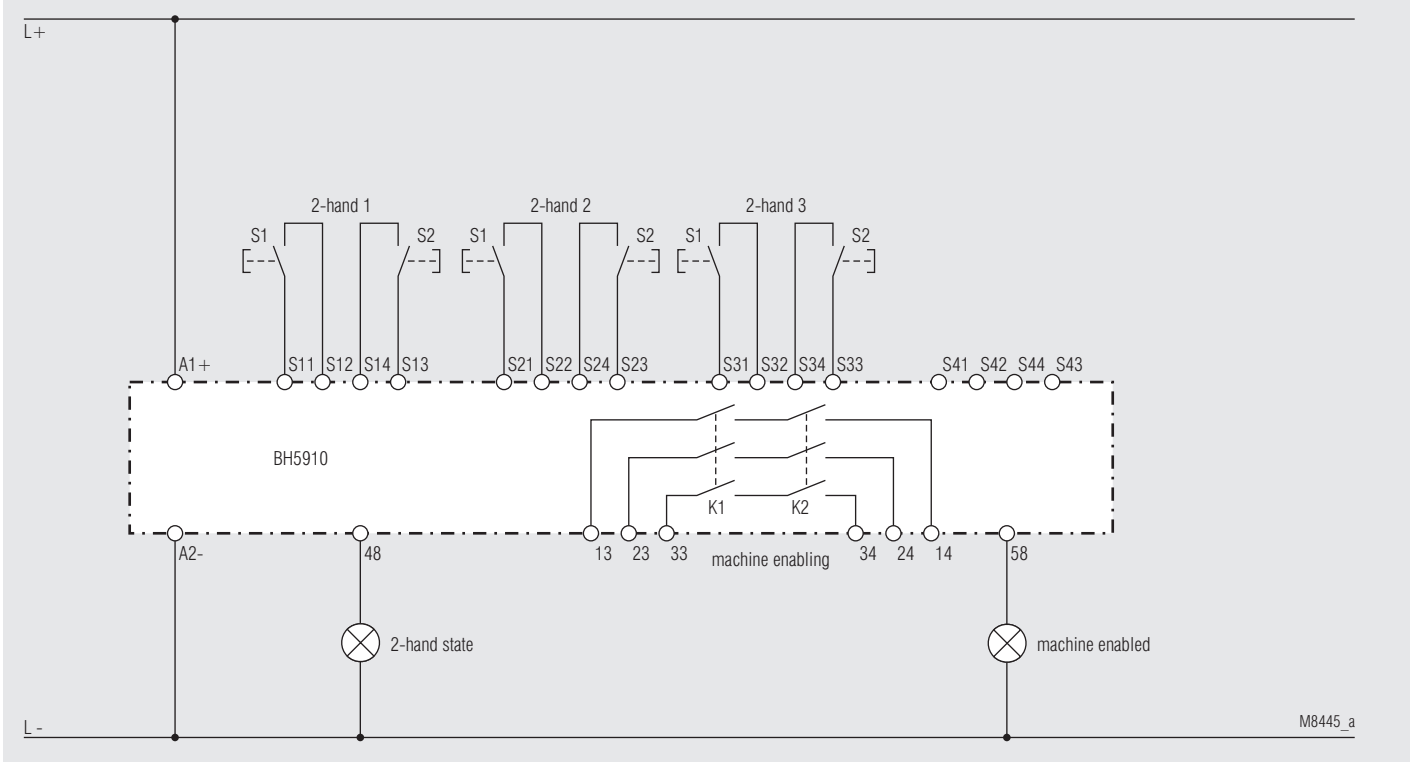 L+
2-hand 1 2-hand 2 2-hand 3
S1 S2 S1 S2 S1 S2
A1+ S11 S12 S14 S13 S21 S22 S24 S23 S31 S32 S34 S33 S41 S42 S44 S43
BH5910
K1 K2
A2- 48 13 23 33 machine enabling 34 24 14 58
2-hand state machine enabled
L -
M8445_a